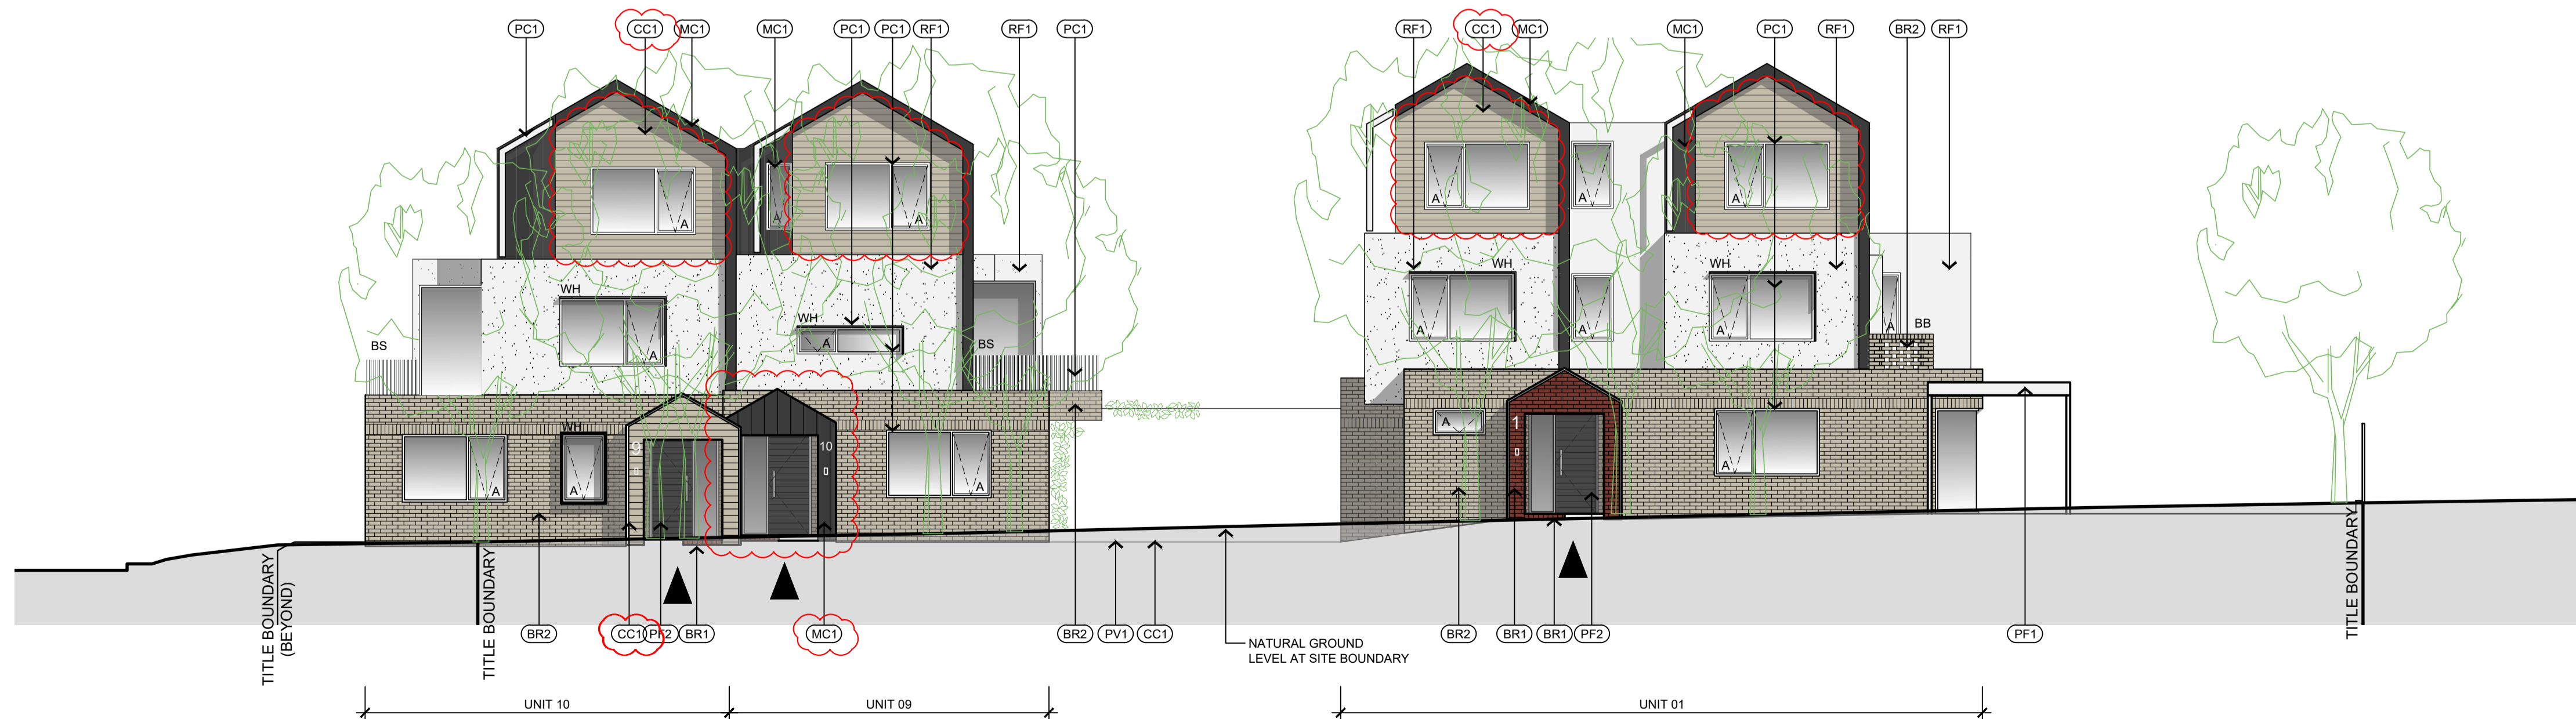 PC1 CC1 MC1 MC1 PC1 PC1 RF1 RF1 PC1 RF1 CC1 MC1 MC1 PC1 RF1 BR2 RF1
A A A A A A
WH WH WH
WH
BS BS BB
A A A A A A
WH
9 10 1
A A A A A
TITLE BOUNDARY
(BEYOND)
TITLE BOUNDARY
TITLE BOUNDARY
BR2 CC1 PF2 BR1 MC1 BR2 PV1 CC1 BR2 BR1 BR1 PF2 PF1
NATURAL GROUND
LEVEL AT SITE BOUNDARY
UNIT 10 UNIT 09 UNIT 01